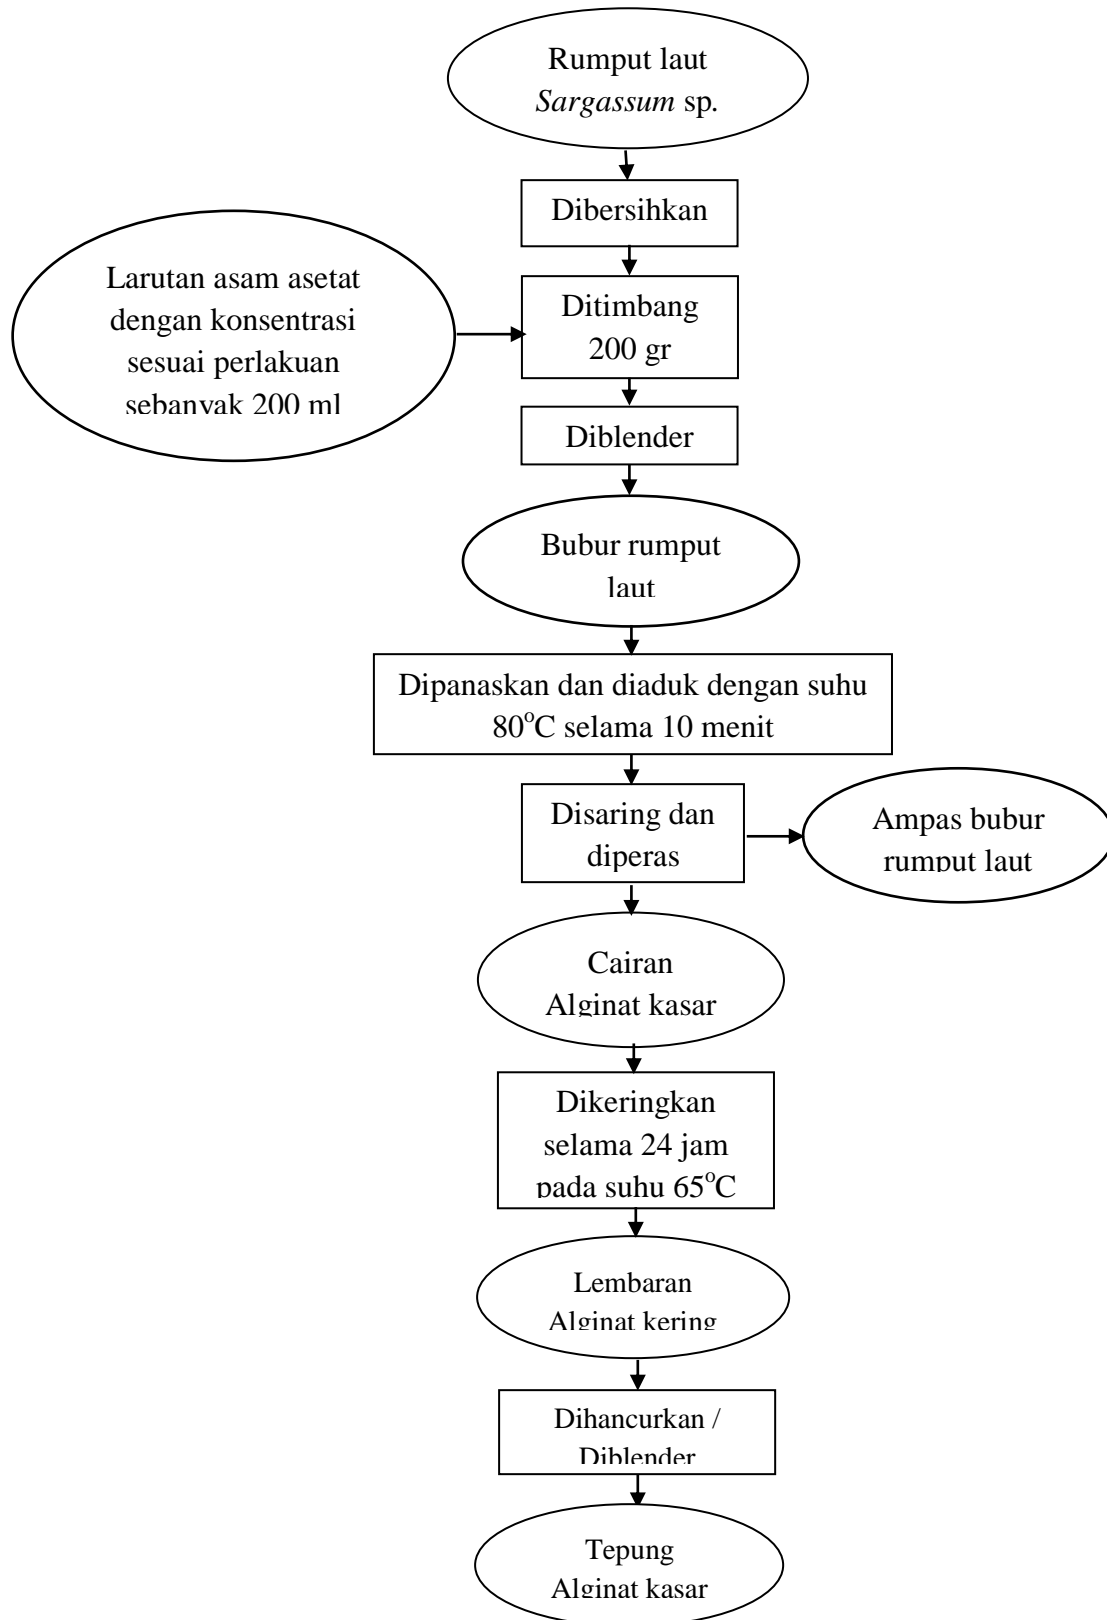 Rumput laut
Sargassum sp.
Dibersihkan
Larutan asam asetat
dengan konsentrasi
sesuai perlakuan
sebanyak 200 ml
Ditimbang
200 gr
Diblender
Bubur rumput
laut
Dipanaskan dan diaduk dengan suhu
80°C selama 10 menit
Disaring dan
diperas
Ampas bubur
rumput laut
Cairan
Alginat kasar
Dikeringkan
selama 24 jam
pada suhu 65°C
Lembaran
Alginat kering
Dihancurkan /
Diblender
Tepung
Alginat kasar